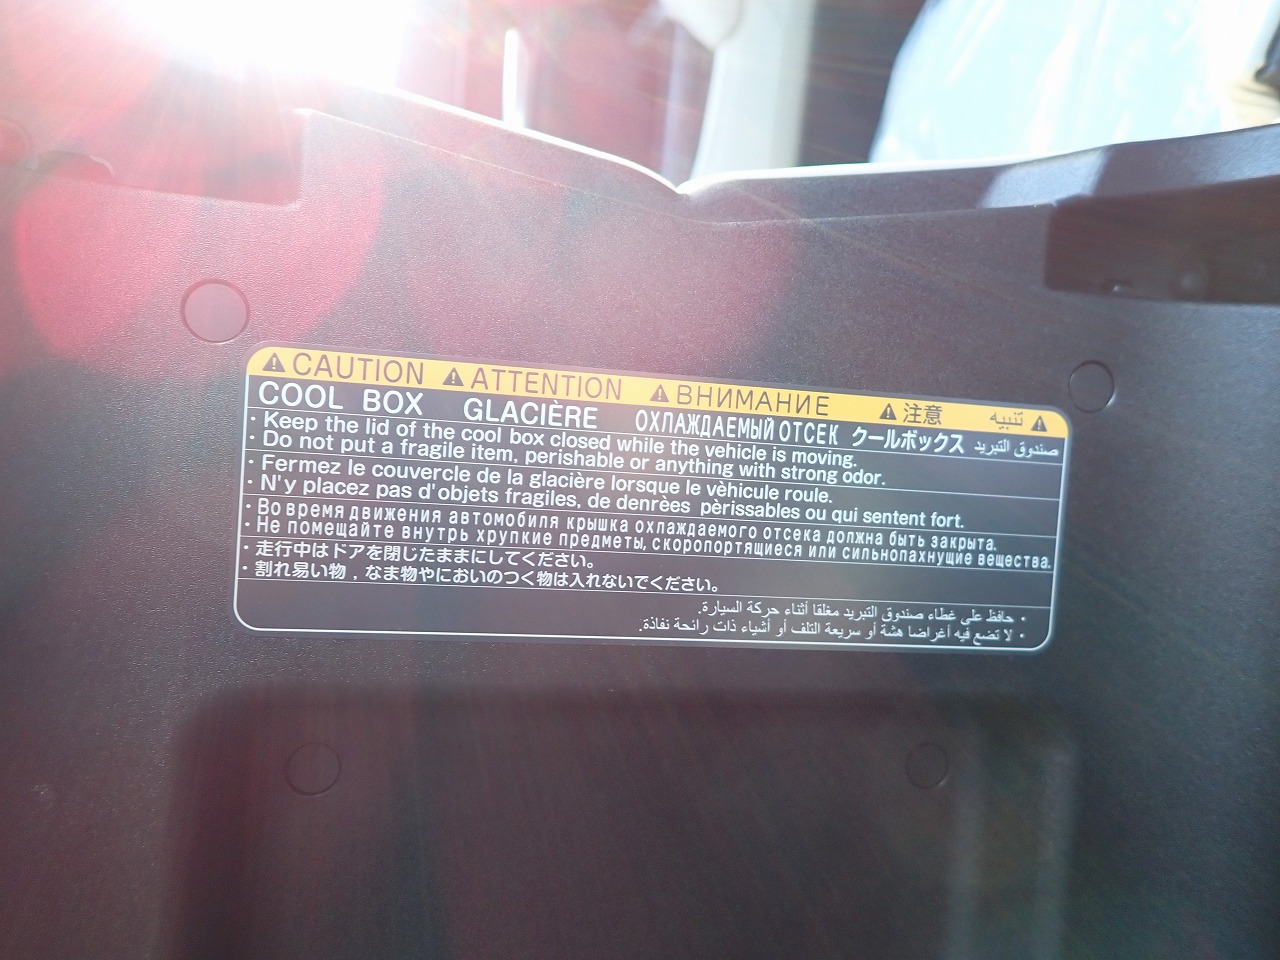 ⚠ CAUTION ⚠ ATTENTION ⚠ ВНИМАНИЕ ⚠ 注意 تنبيه ⚠
COOL BOX GLACIÈRE ОХЛАЖДАЕМЫЙ ОТСЕК クールボックス صندوق التبريد
· Keep the lid of the cool box closed while the vehicle is moving.
· Do not put a fragile item, perishable or anything with strong odor.
· Fermez le couvercle de la glacière lorsque le vèhicule roule.
· N'y placez pas d'objets fragiles, de denrèes pèrissables ou qui sentent fort.
· Во время движения автомобиля крышка охлаждаемого отсека должна быть закрыта.
· Не помещайте внутрь хрупкие предметы, скоропортящиеся или сильнопахнущие вещества.
· 走行中はドアを閉じたままにしてください。
· 割れ易い物，なま物やにおいのつく物は入れないでください。
· حافظ على غطاء صندوق التبريد مغلقا أثناء حركة السيارة.
· لا تضع فيه أغراضا هشة أو سريعة التلف أو أشياء ذات رائحة نفاذة.